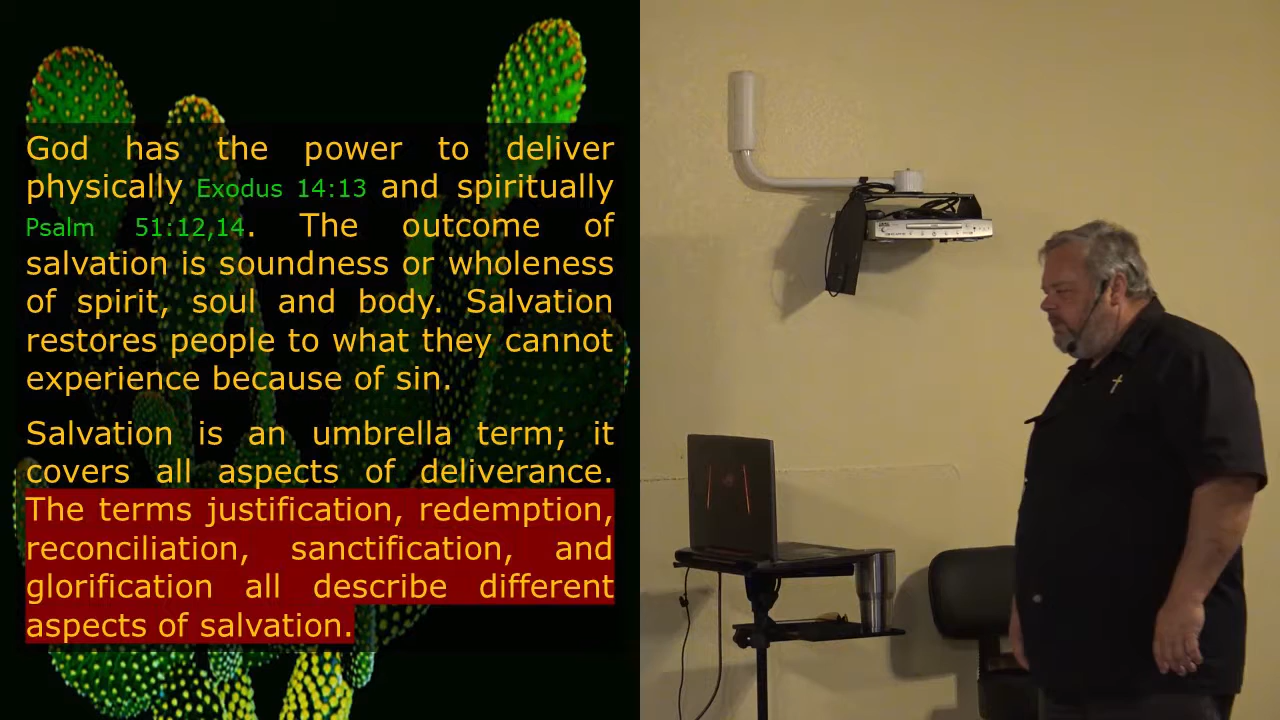 God has the power to deliver
physically Exodus 14:13 and spiritually
Psalm 51:12,14. The outcome of
salvation is soundness or wholeness
of spirit, soul and body. Salvation
restores people to what they cannot
experience because of sin.
Salvation is an umbrella term; it
covers all aspects of deliverance.
The terms justification, redemption,
reconciliation, sanctification, and
glorification all describe different
aspects of salvation.